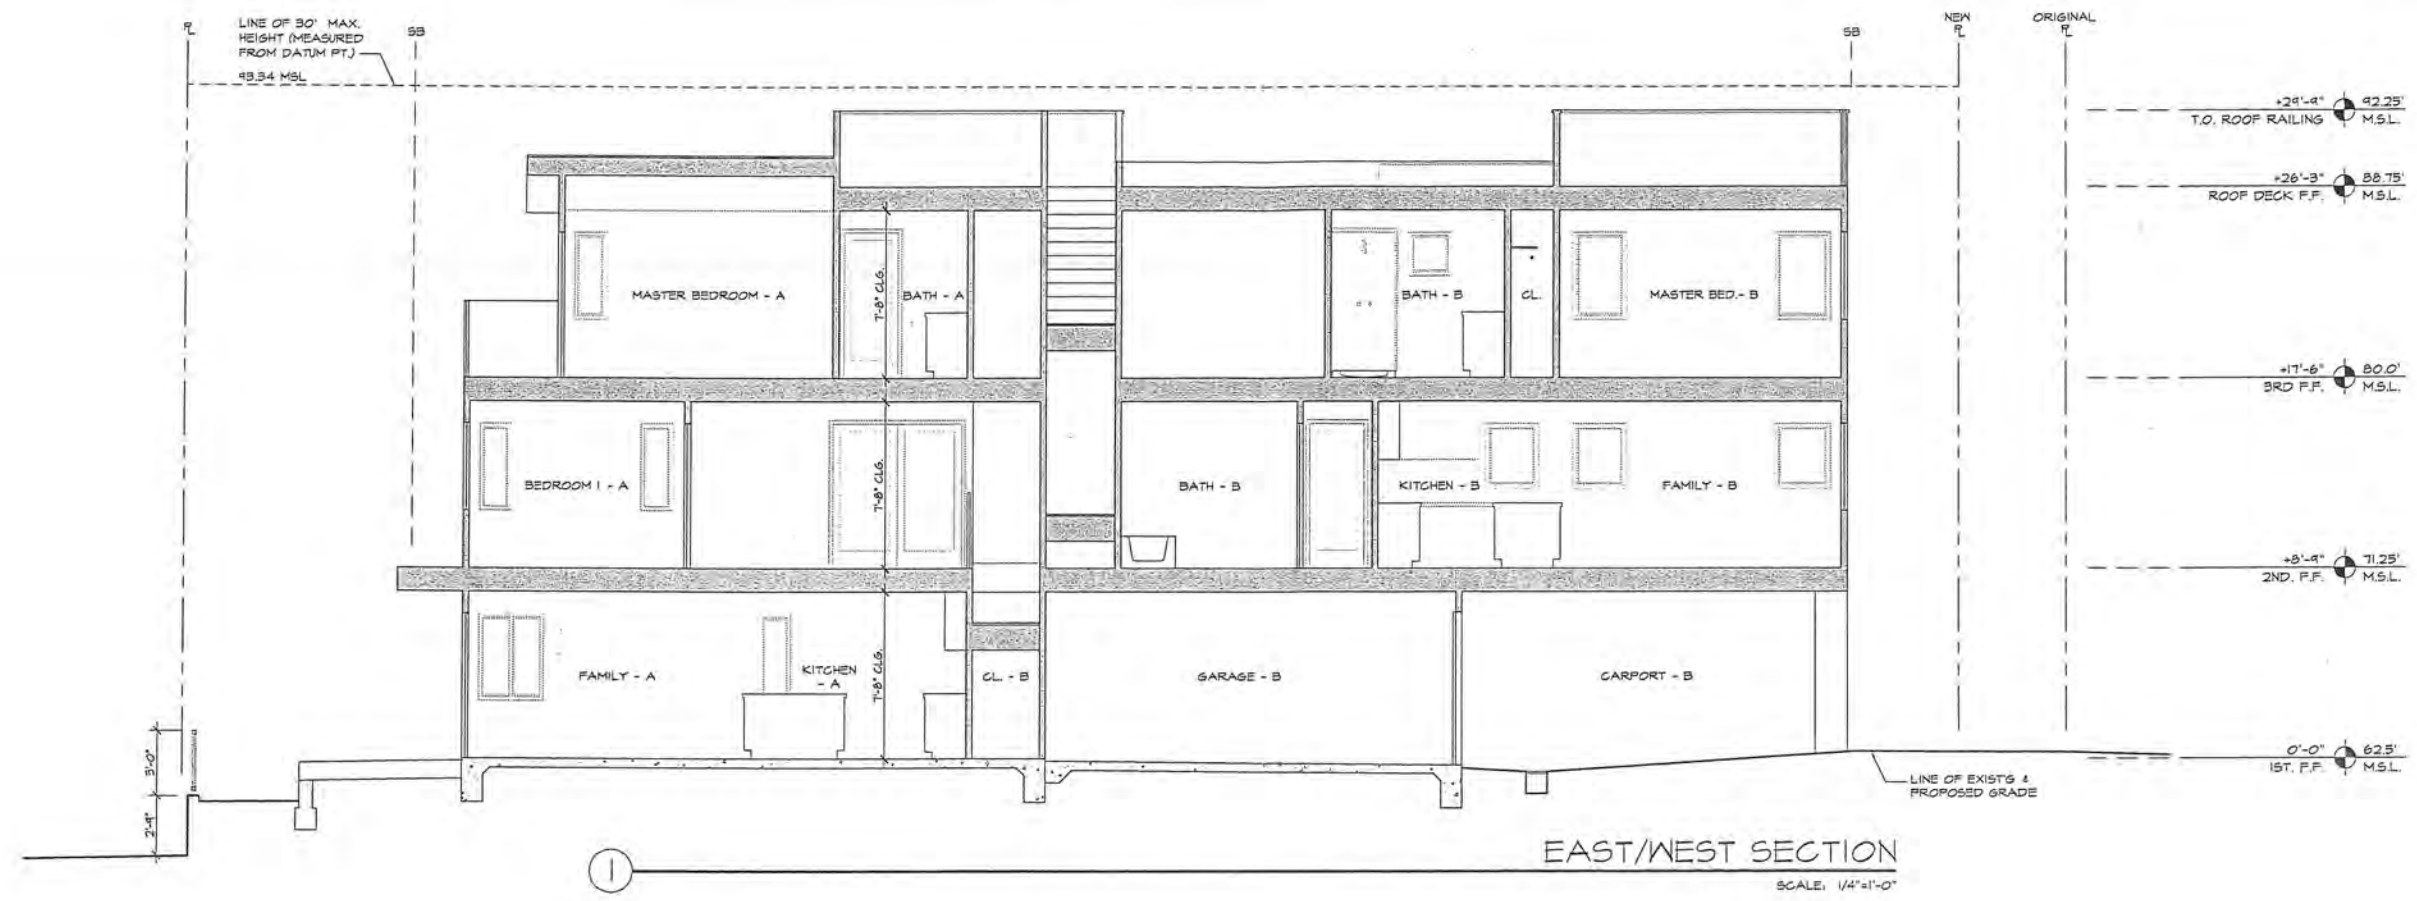 ℄
LINE OF 30' MAX.
HEIGHT (MEASURED
FROM DATUM PT.)
93.34 MSL
SB
SB
NEW
℄
ORIGINAL
℄
+29'-9" 92.25'
T.O. ROOF RAILING M.S.L.
+26'-3" 88.75'
ROOF DECK F.F. M.S.L.
MASTER BEDROOM - A
7'-8" CLG.
BATH - A
BATH - B
CL.
MASTER BED.- B
+17'-6" 80.0'
3RD F.F. M.S.L.
BEDROOM 1 - A
7'-8" CLG.
BATH - B
KITCHEN - B
FAMILY - B
+8'-9" 71.25'
2ND. F.F. M.S.L.
FAMILY - A
KITCHEN
- A
7'-8" CLG.
CL. - B
GARAGE - B
CARPORT - B
3'-0"
2'-9"
0'-0" 62.5'
1ST. F.F. M.S.L.
LINE OF EXIST'G &
PROPOSED GRADE
1
EAST/WEST SECTION
SCALE: 1/4"=1'-0"